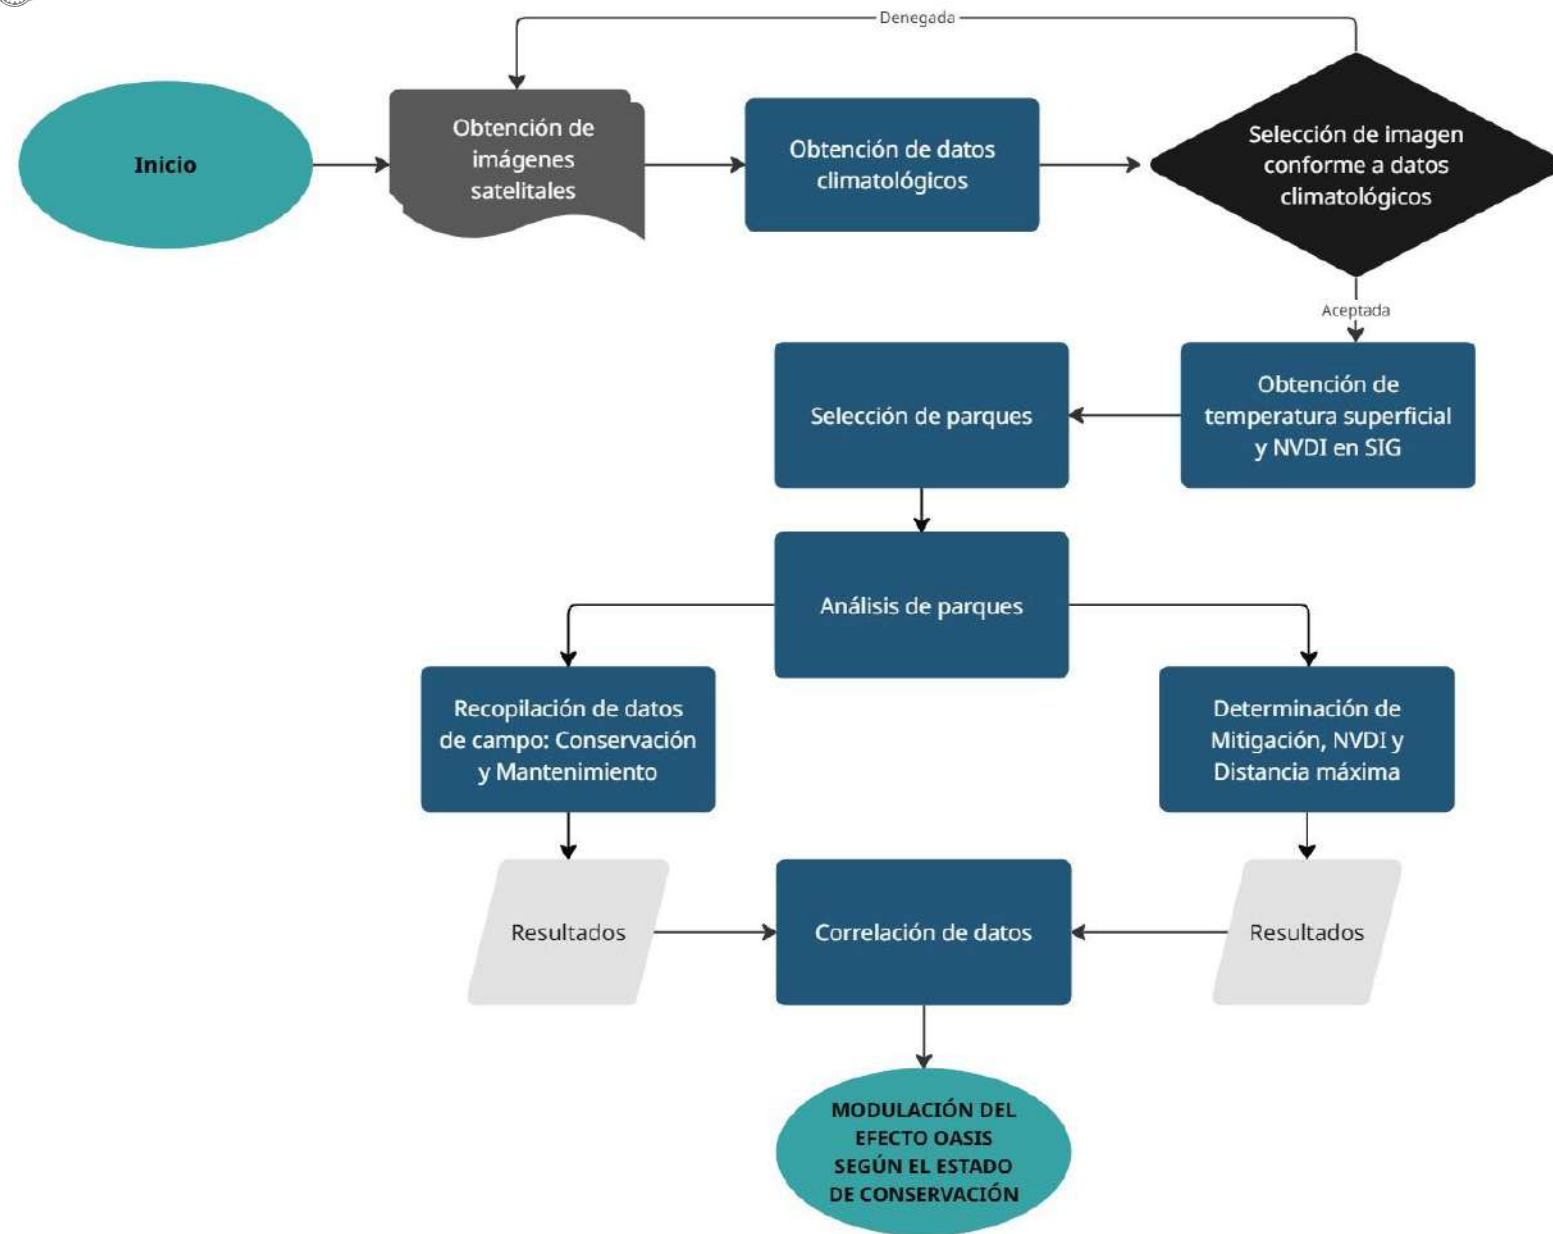 Denegada
Inicio
Obtención de
imágenes
satelitales
Obtención de datos
climatológicos
Selección de imagen
conforme a datos
climatológicos
Aceptada
Selección de parques
Obtención de
temperatura superficial
y NVDI en SIG
Análisis de parques
Recopilación de datos
de campo: Conservación
y Mantenimiento
Determinación de
Mitigación, NVDI y
Distancia máxima
Resultados
Correlación de datos
Resultados
MODULACIÓN DEL
EFECTO OASIS
SEGÚN EL ESTADO
DE CONSERVACIÓN